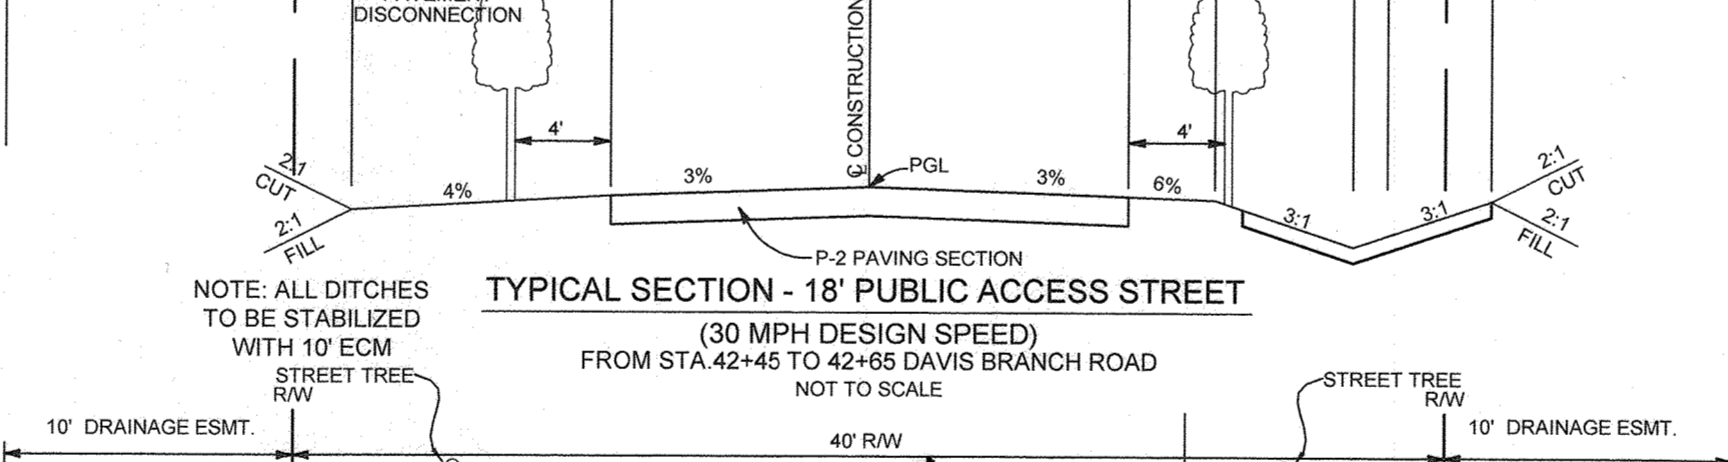 DISCONNECTION
℄ CONSTRUCTION
4'
4'
PGL
2:1
CUT
4%
3%
3%
6%
2:1
CUT
2:1
FILL
3:1
3:1
2:1
FILL
P-2 PAVING SECTION
NOTE: ALL DITCHES
TO BE STABILIZED
WITH 10' ECM
TYPICAL SECTION - 18' PUBLIC ACCESS STREET
(30 MPH DESIGN SPEED)
FROM STA.42+45 TO 42+65 DAVIS BRANCH ROAD
NOT TO SCALE
STREET TREE
R/W
STREET TREE
R/W
10' DRAINAGE ESMT.
40' R/W
10' DRAINAGE ESMT.